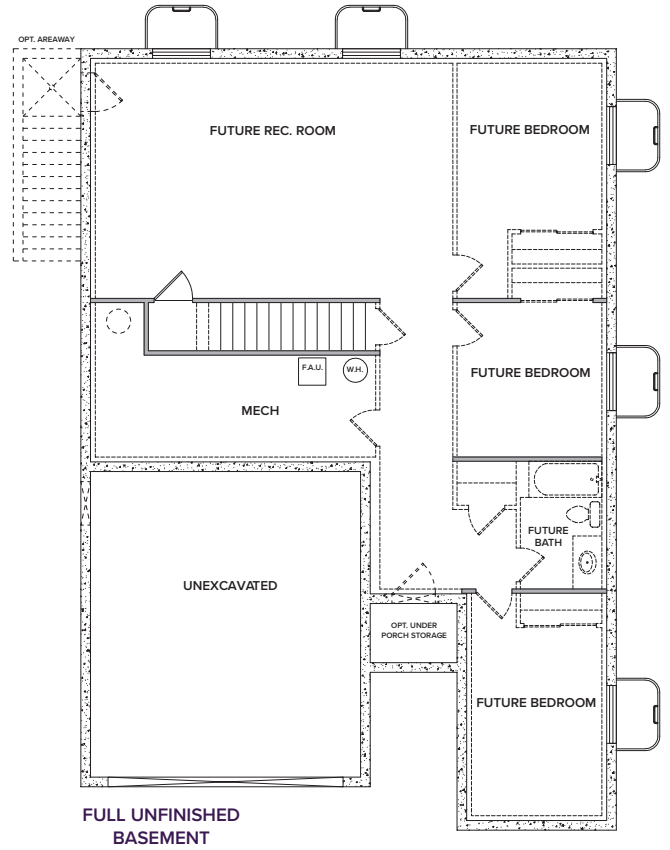 OPT. AREAWAY
FUTURE REC. ROOM
FUTURE BEDROOM
F.A.U.
W.H.
FUTURE BEDROOM
MECH
FUTURE
BATH
UNEXCAVATED
OPT. UNDER
PORCH STORAGE
FUTURE BEDROOM
FULL UNFINISHED
BASEMENT